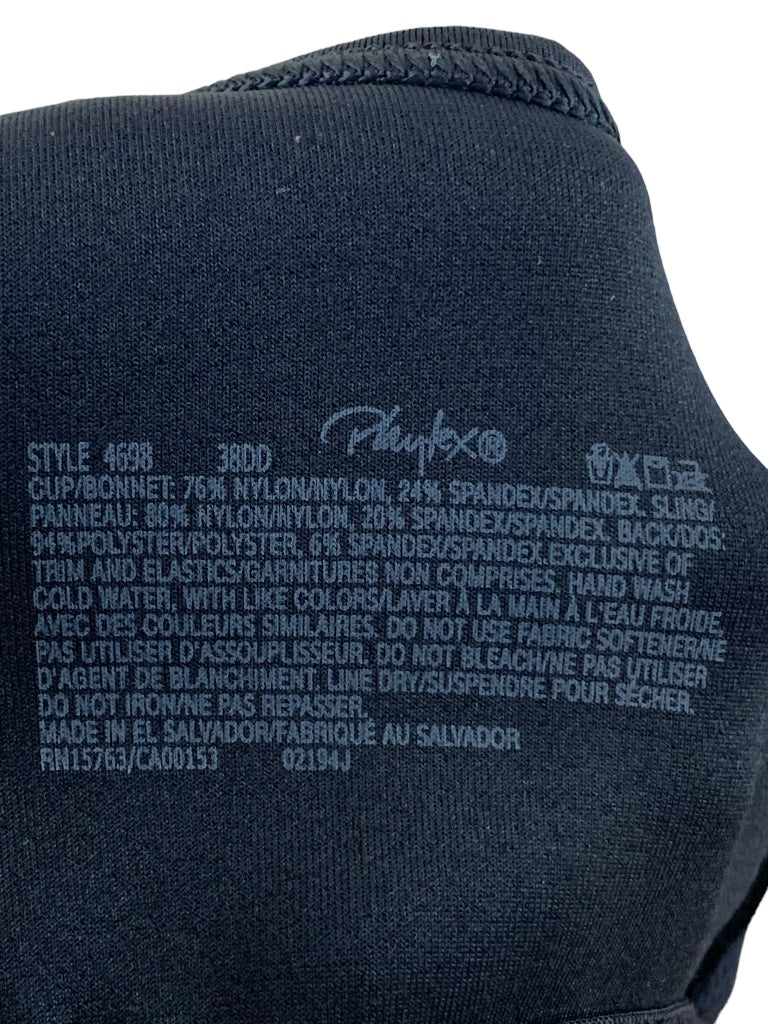 Playtex®
STYLE 4698 38DD
CUP/BONNET: 76% NYLON/NYLON, 24% SPANDEX/SPANDEX. SLING/
PANNEAU: 80% NYLON/NYLON, 20% SPANDEX/SPANDEX. BACK/DOS:
94%POLYSTER/POLYSTER, 6% SPANDEX/SPANDEX.EXCLUSIVE OF
TRIM AND ELASTICS/GARNITURES NON COMPRISES. HAND WASH
COLD WATER, WITH LIKE COLORS/LAVER À LA MAIN À L'EAU FROIDE,
AVEC DES COULEURS SIMILAIRES. DO NOT USE FABRIC SOFTENER/NE
PAS UTILISER D'ASSOUPLISSEUR. DO NOT BLEACH/NE PAS UTILISER
D'AGENT DE BLANCHIMENT. LINE DRY/SUSPENDRE POUR SÉCHER.
DO NOT IRON/NE PAS REPASSER.
MADE IN EL SALVADOR/FABRIQUÉ AU SALVADOR
RN15763/CA00153 02194J